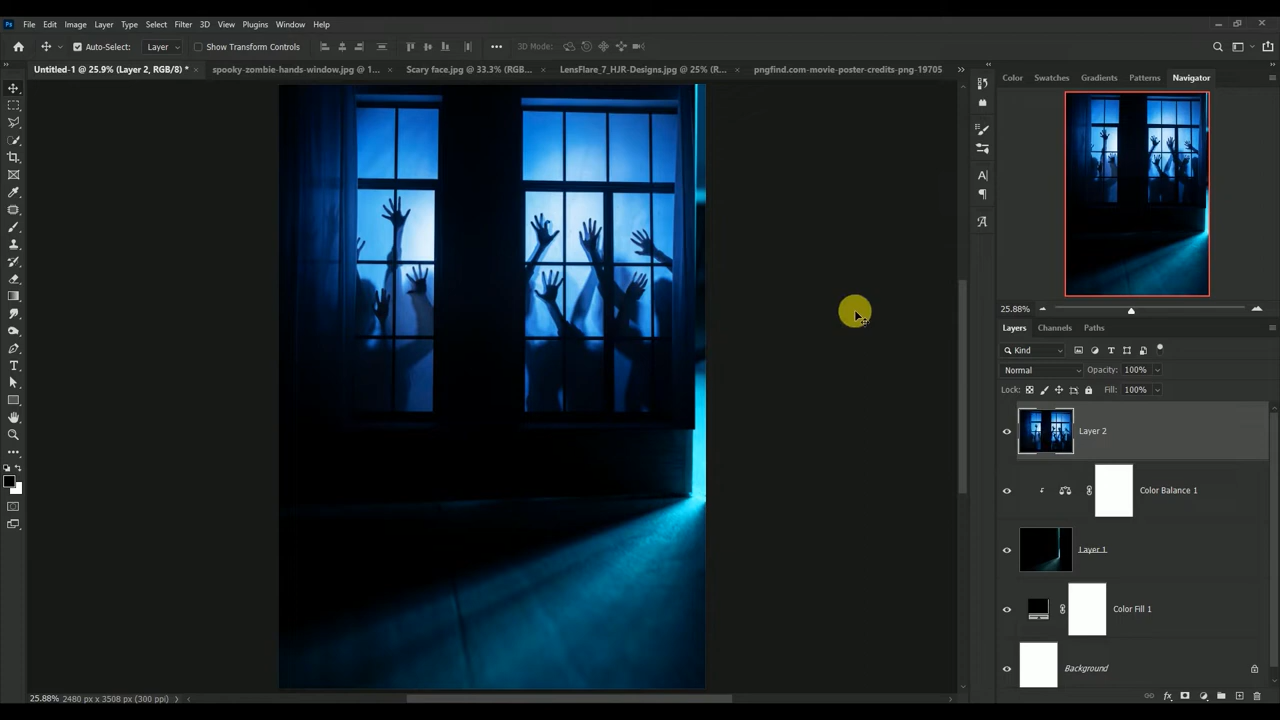 Ps File Edit Image Layer Type Select Filter 3D View Plugins Window Help
Auto-Select: Layer Show Transform Controls 3D Mode:
Untitled-1 @ 25.9% (Layer 2, RGB/8) * spooky-zombie-hands-window.jpg @ 1... Scary face.jpg @ 33.3% (RGB... LensFlare_7_HJR-Designs.jpg @ 25% (R... pngfind.com-movie-poster-credits-png-19705
Color Swatches Gradients Patterns Navigator
25.88%
Layers Channels Paths
Kind
Normal Opacity: 100%
Lock: Fill: 100%
Layer 2
Color Balance 1
Layer 1
Color Fill 1
Background
25.88% 2480 px x 3508 px (300 ppi)
fx